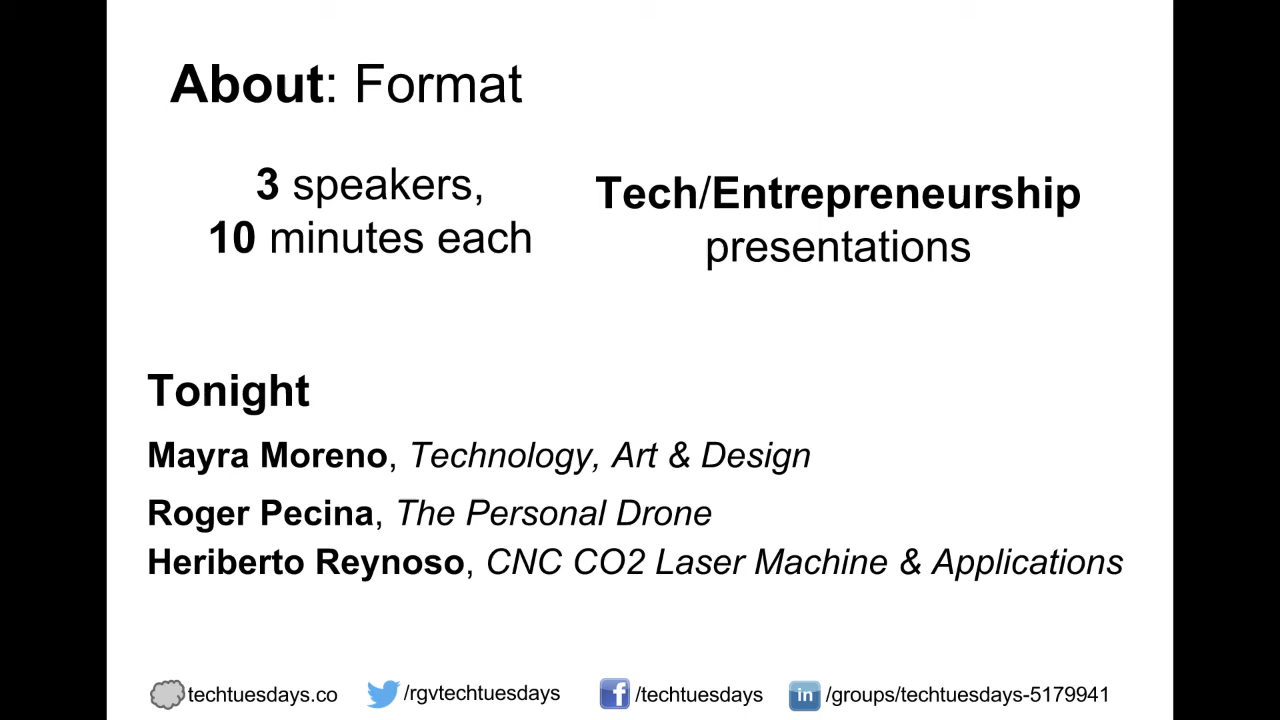 About: Format
3 speakers,
10 minutes each
Tech/Entrepreneurship
presentations
Tonight
Mayra Moreno, Technology, Art & Design
Roger Pecina, The Personal Drone
Heriberto Reynoso, CNC CO2 Laser Machine & Applications
techtuesdays.co /rgvtechtuesdays f /techtuesdays in /groups/techtuesdays-5179941